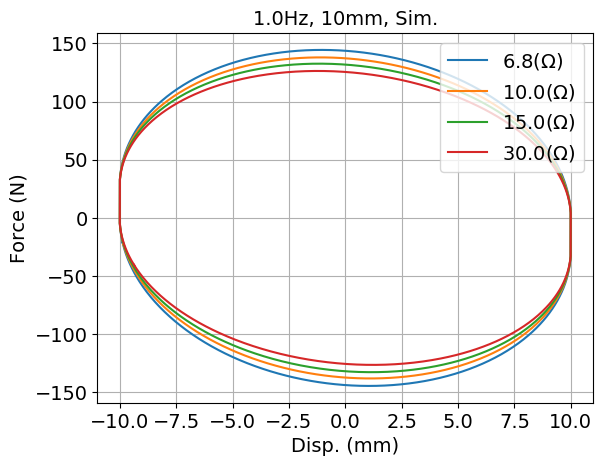 1.0Hz, 10mm, Sim.
150
100
50
0
−50
−100
−150
Force (N)
6.8(Ω)
10.0(Ω)
15.0(Ω)
30.0(Ω)
−10.0 −7.5 −5.0 −2.5 0.0 2.5 5.0 7.5 10.0
Disp. (mm)